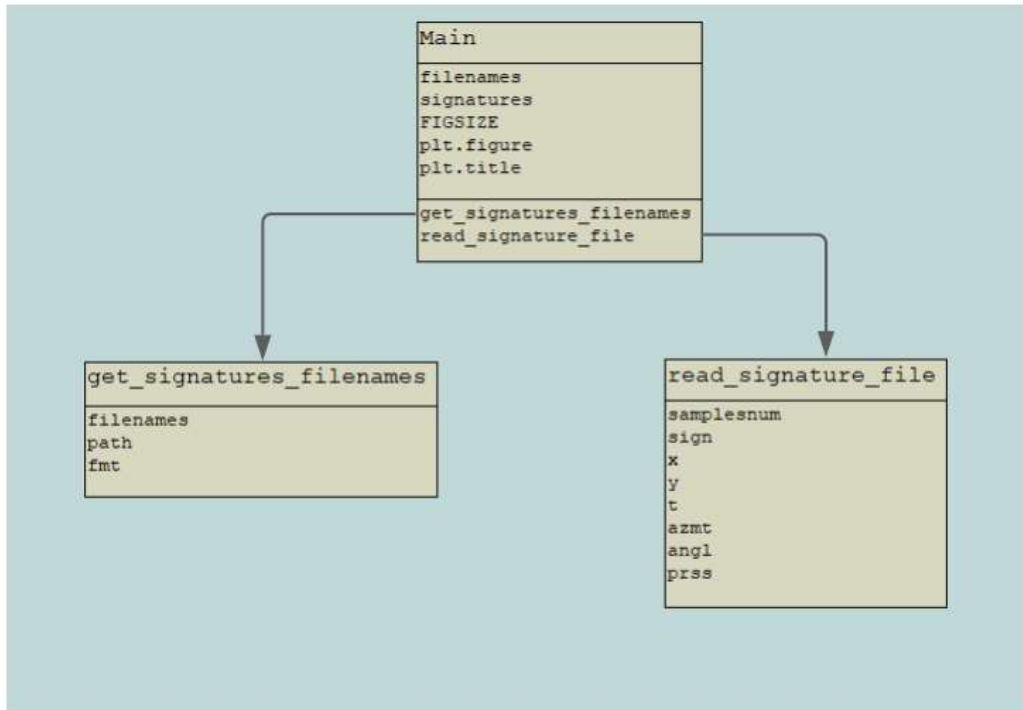 Main
filenames
signatures
FIGSIZE
plt.figure
plt.title
get_signatures_filenames
read_signature_file
get_signatures_filenames
filenames
path
fmt
read_signature_file
samplesnum
sign
x
y
t
azmt
angl
prss